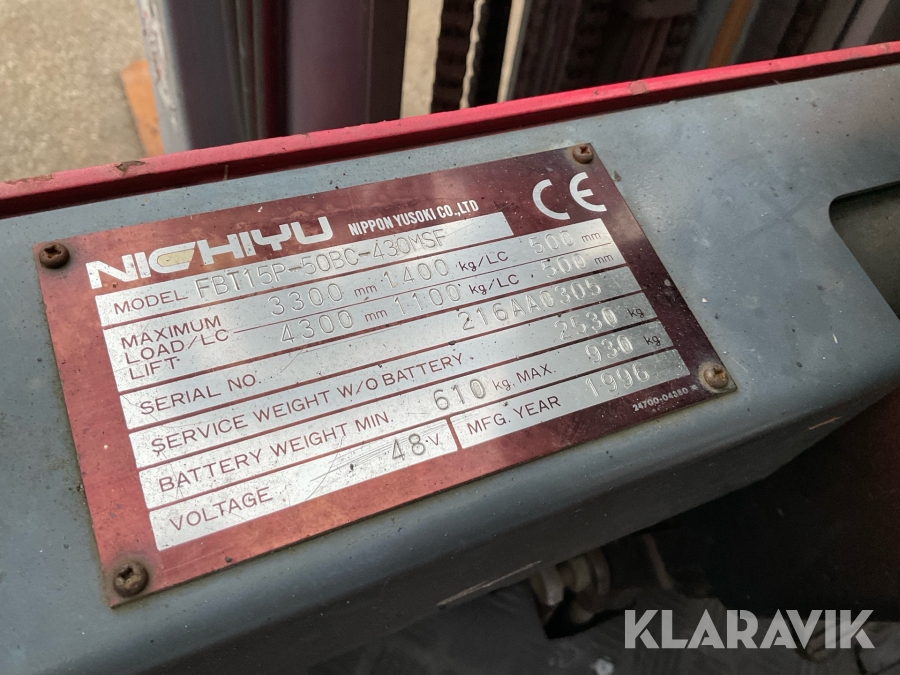 NICHIYU NIPPON YUSOKI CO.,LTD CE
MODEL FBT15P-50BC-430MSF
MAXIMUM LOAD/LC-LIFT
3300 mm 1400 kg/LC 500 mm
4300 mm 1100 kg/LC 500 mm
SERIAL NO. 216AA0305
SERVICE WEIGHT W/O BATTERY 2530 kg
BATTERY WEIGHT MIN. 610 kg. MAX. 930 kg
VOLTAGE 48 V MFG. YEAR 1996
24700-04380
KLARAVIK